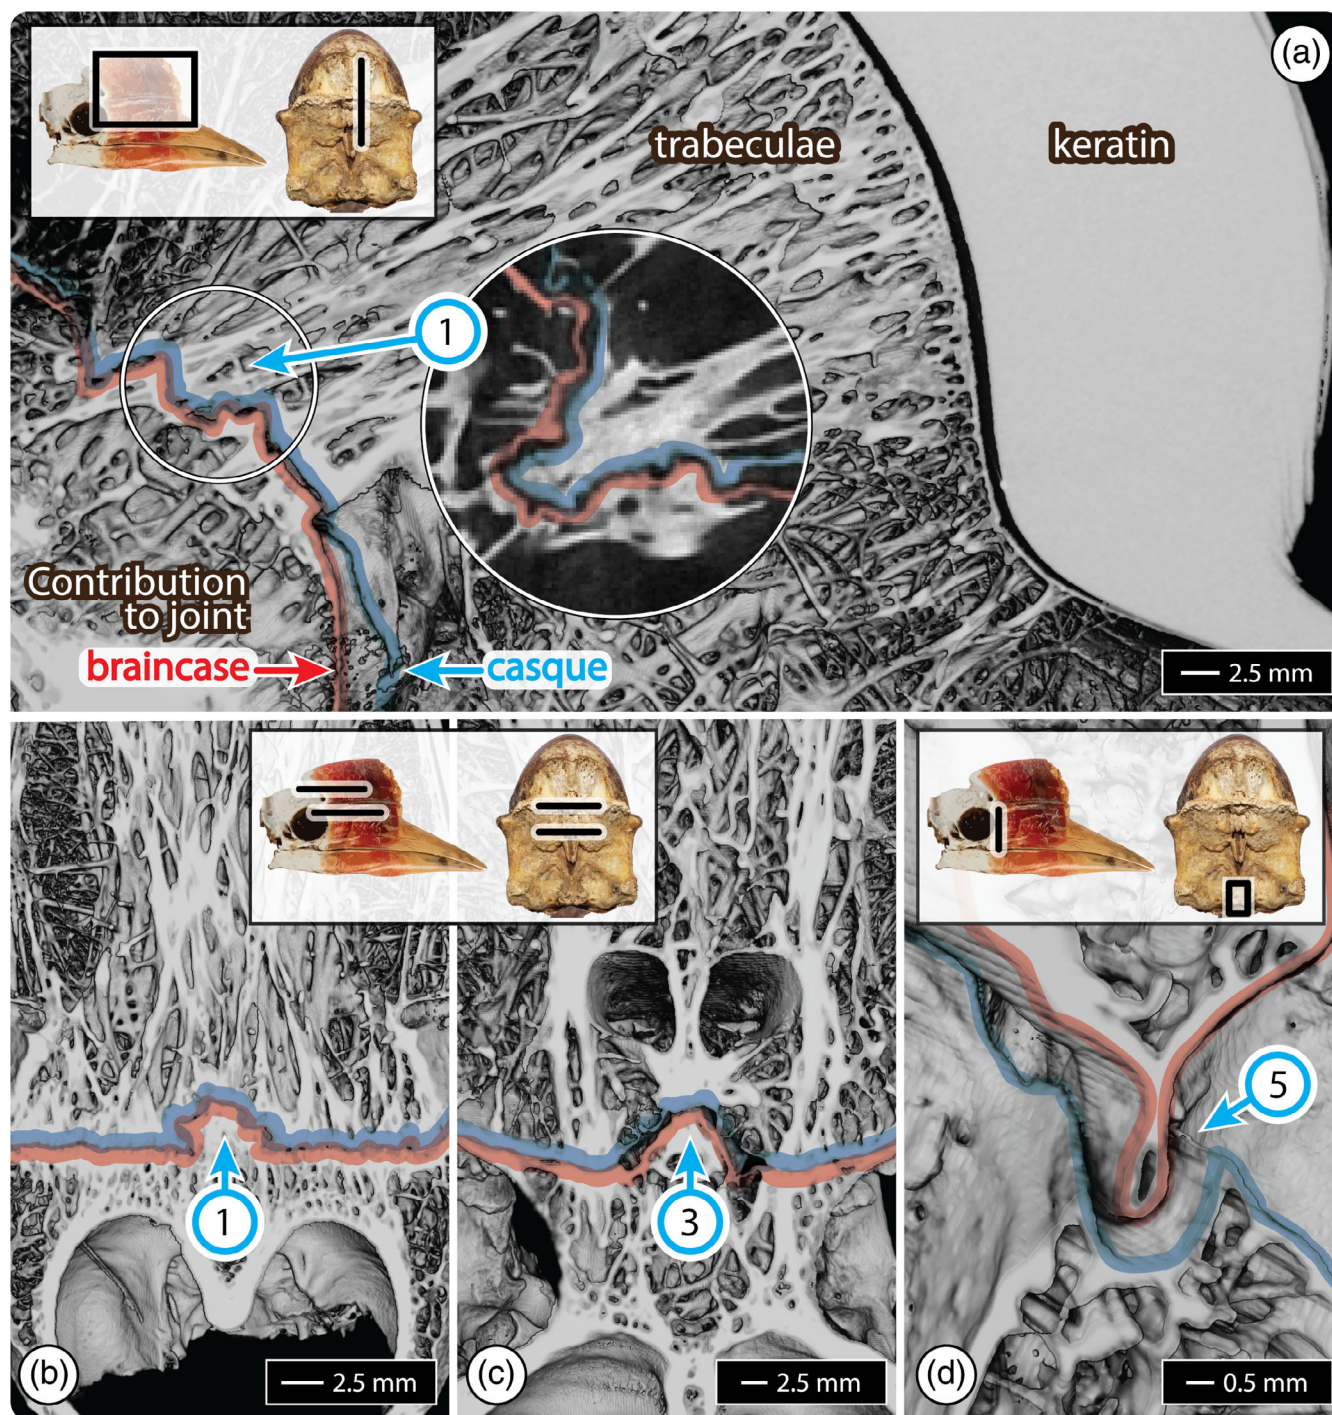 (a)
trabeculae
keratin
1
Contribution
to joint
braincase
casque
2.5 mm
1
3
5
(b)
2.5 mm
(c)
2.5 mm
(d)
0.5 mm